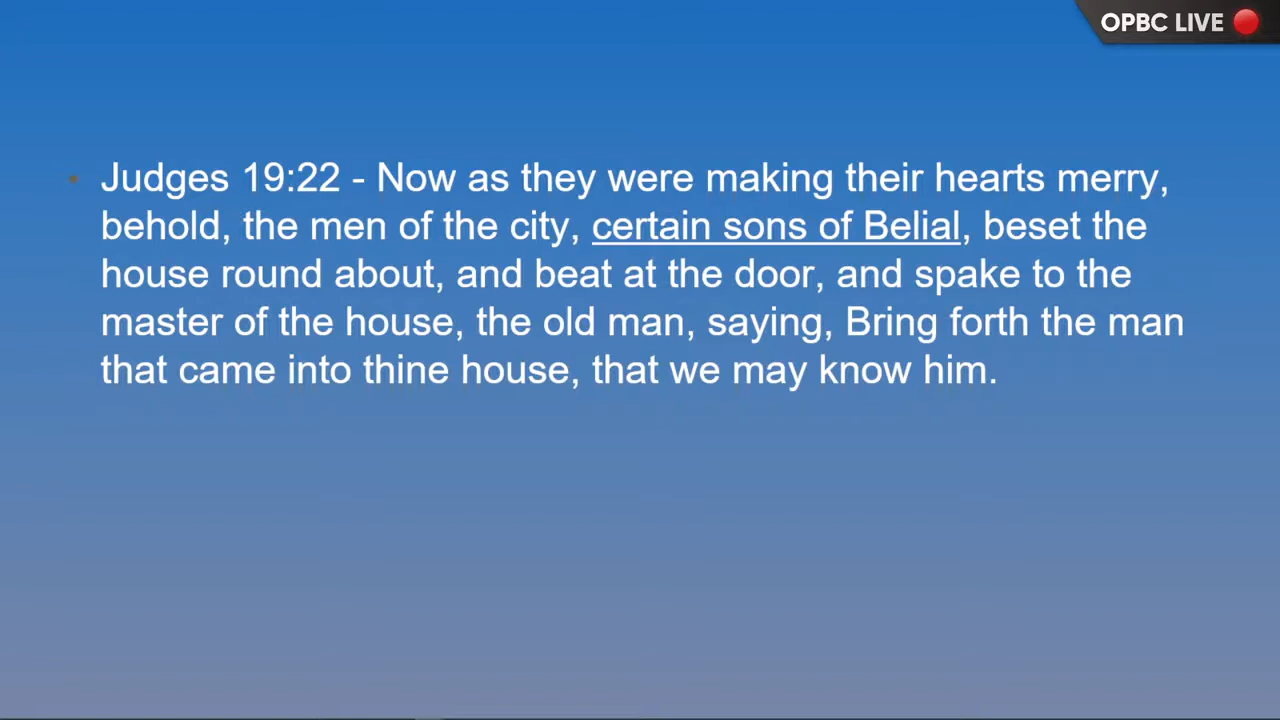 OPBC LIVE
• Judges 19:22 - Now as they were making their hearts merry,
behold, the men of the city, certain sons of Belial, beset the
house round about, and beat at the door, and spake to the
master of the house, the old man, saying, Bring forth the man
that came into thine house, that we may know him.